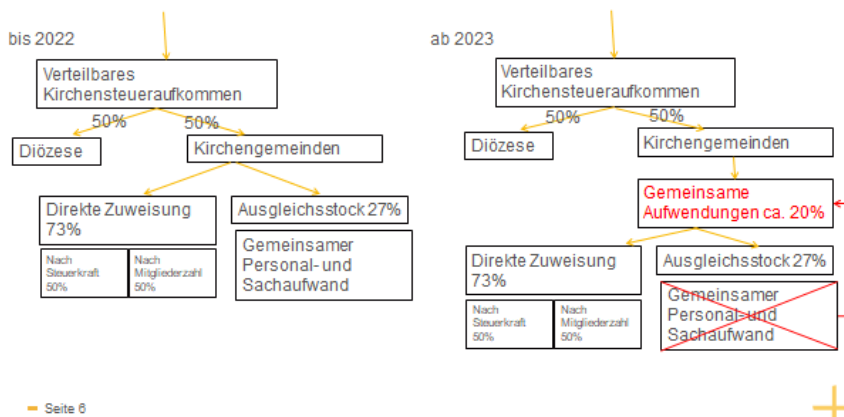 bis 2022
Verteilbares
Kirchensteueraufkommen
50%
50%
Diözese
Kirchengemeinden
Direkte Zuweisung
73%
Ausgleichsstock 27%
Nach
Steuerkraft
50%
Nach
Mitgliederzahl
50%
Gemeinsamer
Personal- und
Sachaufwand
ab 2023
Verteilbares
Kirchensteueraufkommen
50%
50%
Diözese
Kirchengemeinden
Gemeinsame
Aufwendungen ca. 20%
Direkte Zuweisung
73%
Ausgleichsstock 27%
Nach
Steuerkraft
50%
Nach
Mitgliederzahl
50%
Gemeinsamer
Personal- und
Sachaufwand
Seite 6